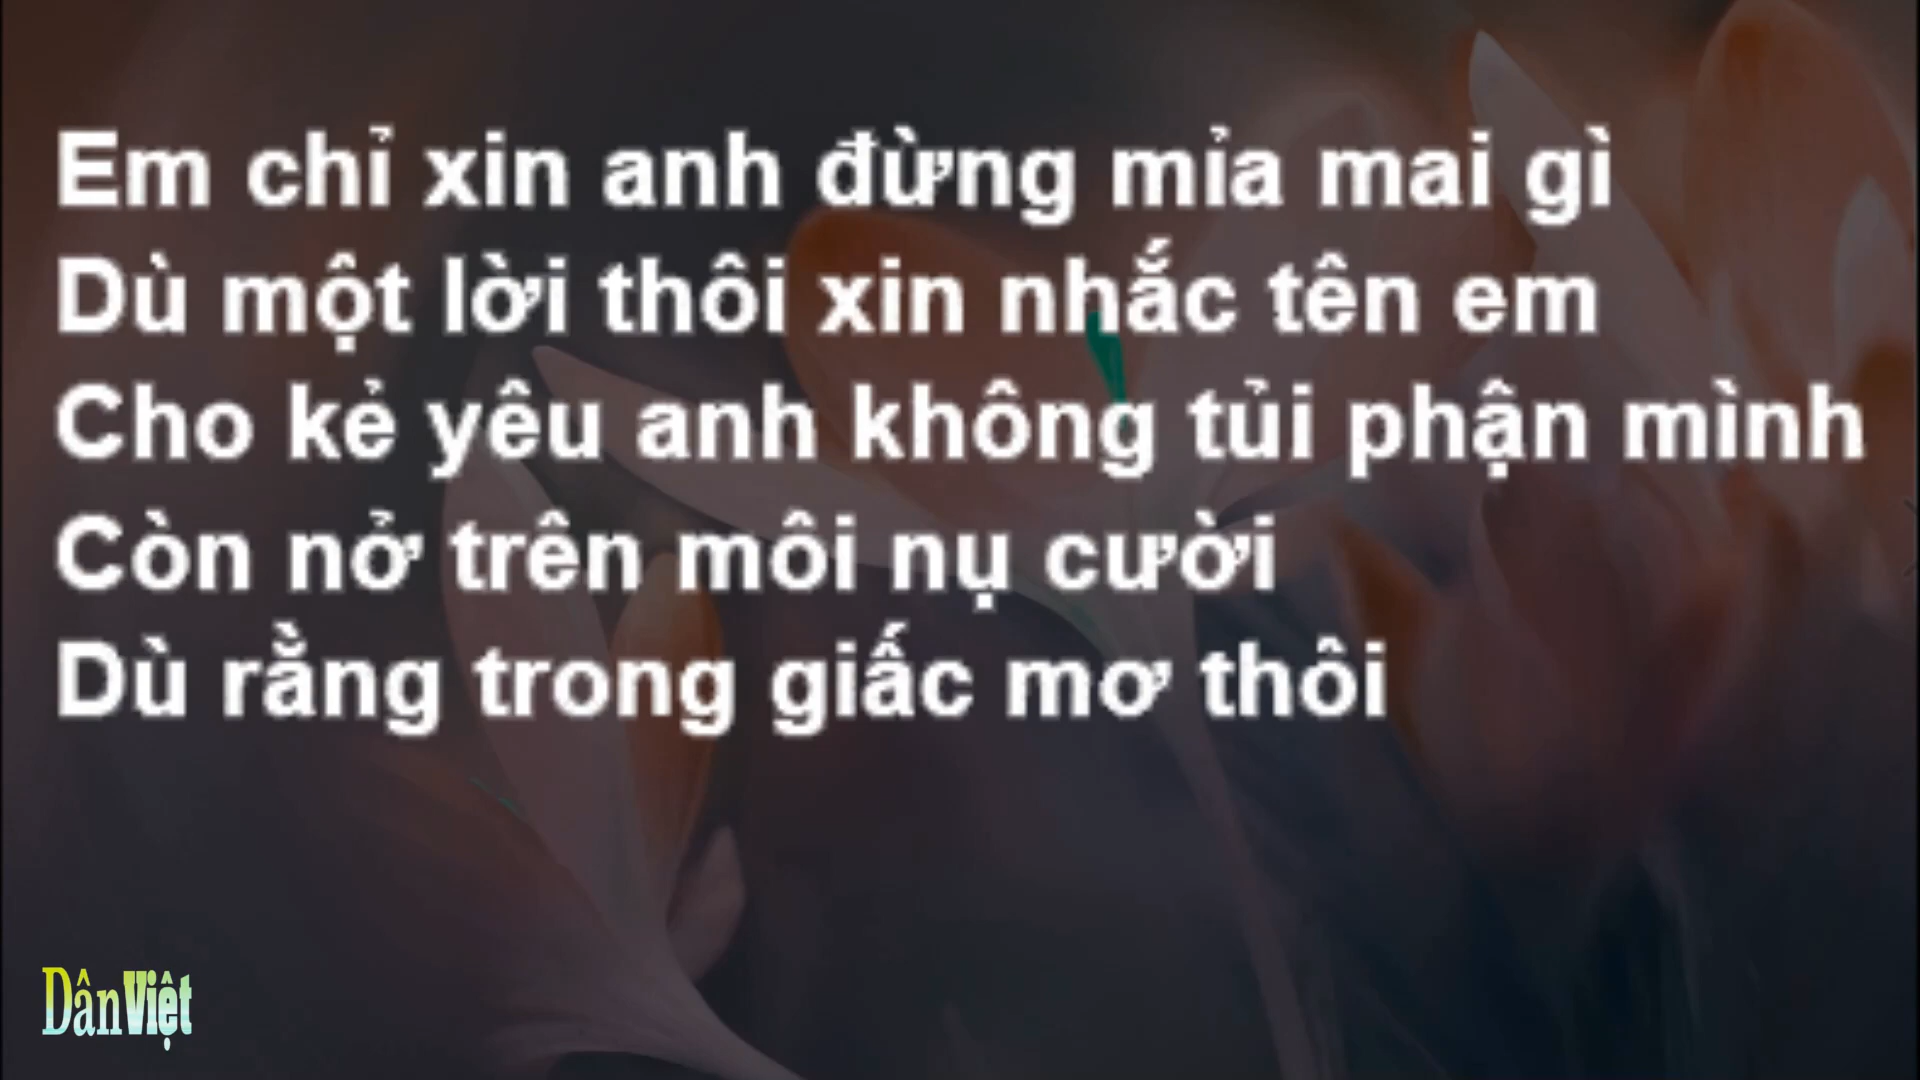 Em chỉ xin anh đừng mỉa mai gì
Dù một lời thôi xin nhắc tên em
Cho kẻ yêu anh không tủi phận mình
Còn nở trên môi nụ cười
Dù rằng trong giấc mơ thôi
DânViệt